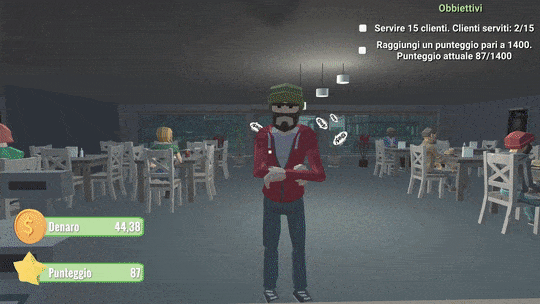 Obbiettivi
Servire 15 clienti. Clienti serviti: 2/15
Raggiungi un punteggio pari a 1400.
Punteggio attuale 87/1400
Denaro 44,38
Punteggio 87